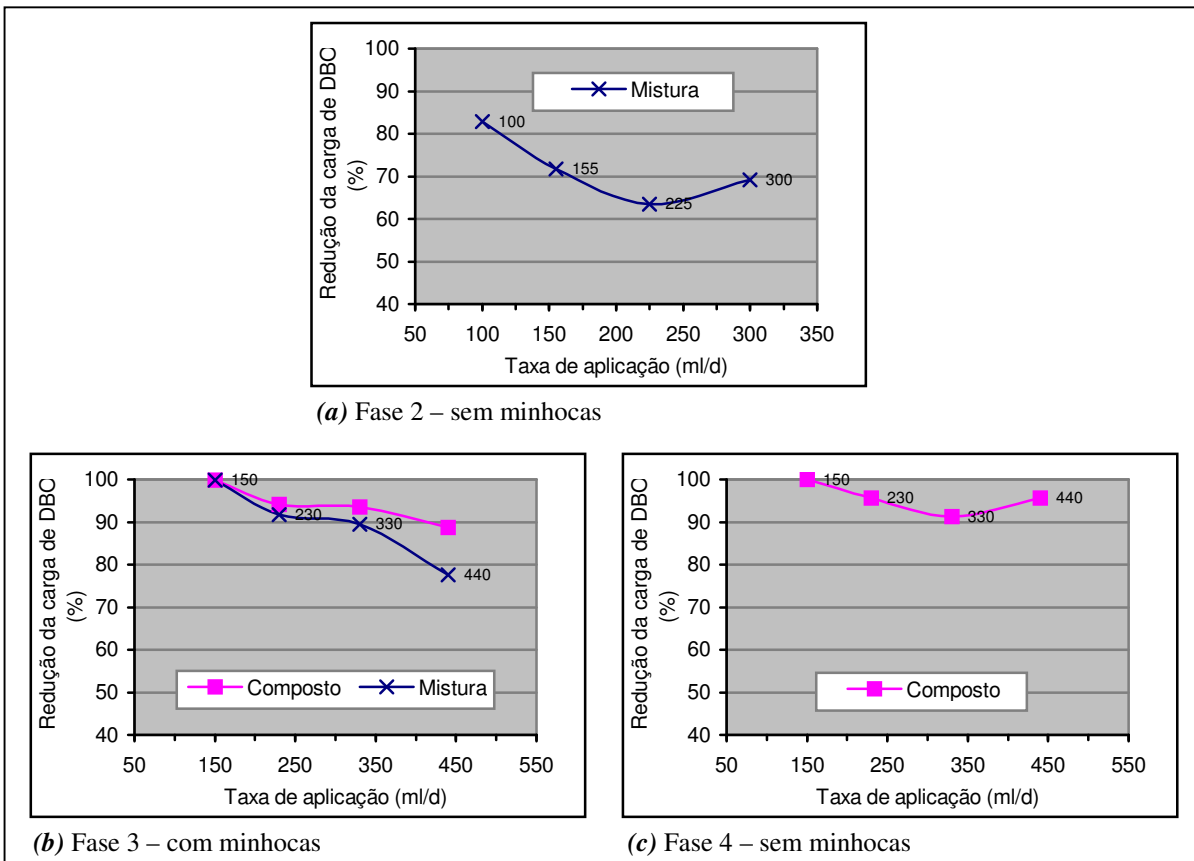 Redução da carga de DBC
(%)
100
90
80
70
60
50
40
Mistura
100
155
225
300
50 100 150 200 250 300 350
Taxa de aplicação (ml/d)
(a) Fase 2 – sem minhocas
Redução da carga de DBC
(%)
100
90
80
70
60
50
40
150
230
330
440
Composto Mistura
50 150 250 350 450 550
Taxa de aplicação (ml/d)
(b) Fase 3 – com minhocas
Redução da carga de DBC
(%)
100
90
80
70
60
50
40
150
230
330
440
Composto
50 150 250 350 450 550
Taxa de aplicação (ml/d)
(c) Fase 4 – sem minhocas